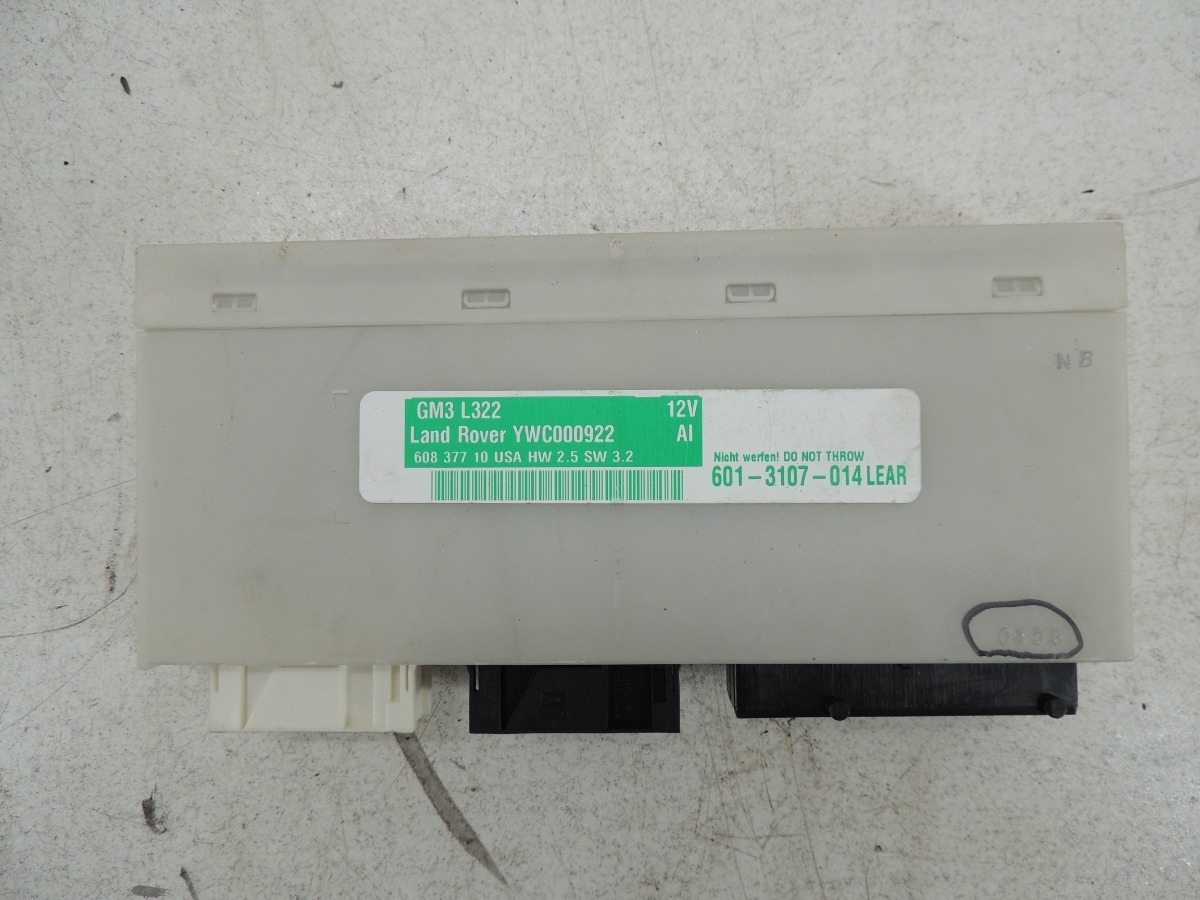 NB
GM3 L322 12V
Land Rover YWC000922 AI
608 377 10 USA HW 2.5 SW 3.2
Nicht werfen! DO NOT THROW
601-3107-014 LEAR